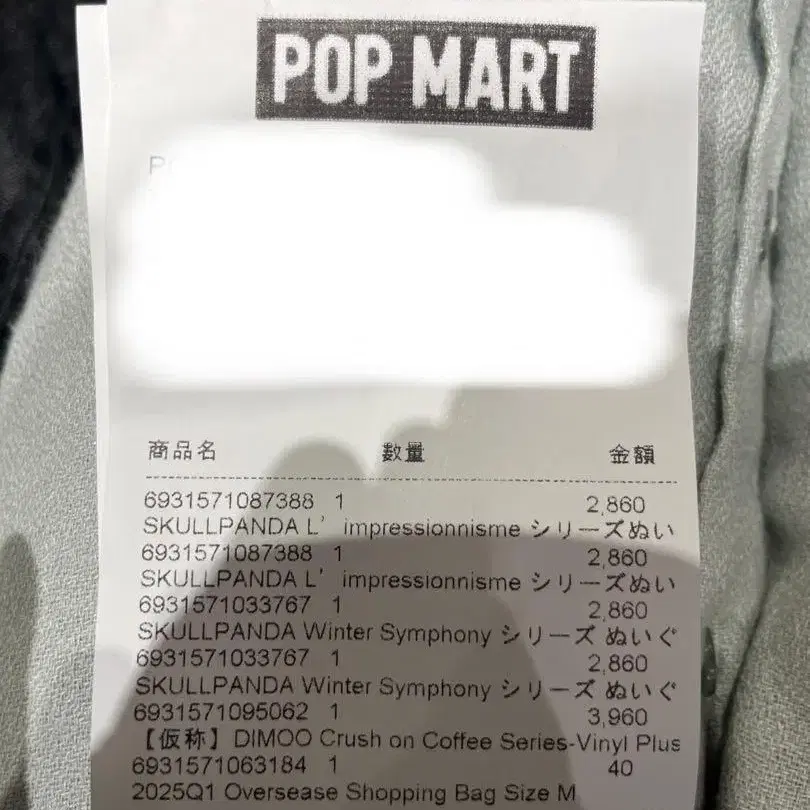 POP MART
商品名 数量 金額
6931571087388 1 2,860
SKULLPANDA L' impressionnisme シリーズぬい
6931571087388 1 2,860
SKULLPANDA L' impressionnisme シリーズぬい
6931571033767 1 2,860
SKULLPANDA Winter Symphony シリーズ ぬいぐ
6931571033767 1 2,860
SKULLPANDA Winter Symphony シリーズ ぬいぐ
6931571095062 1 3,960
【仮称】DIMOO Crush on Coffee Series-Vinyl Plus
6931571063184 1 40
2025Q1 Oversease Shopping Bag Size M